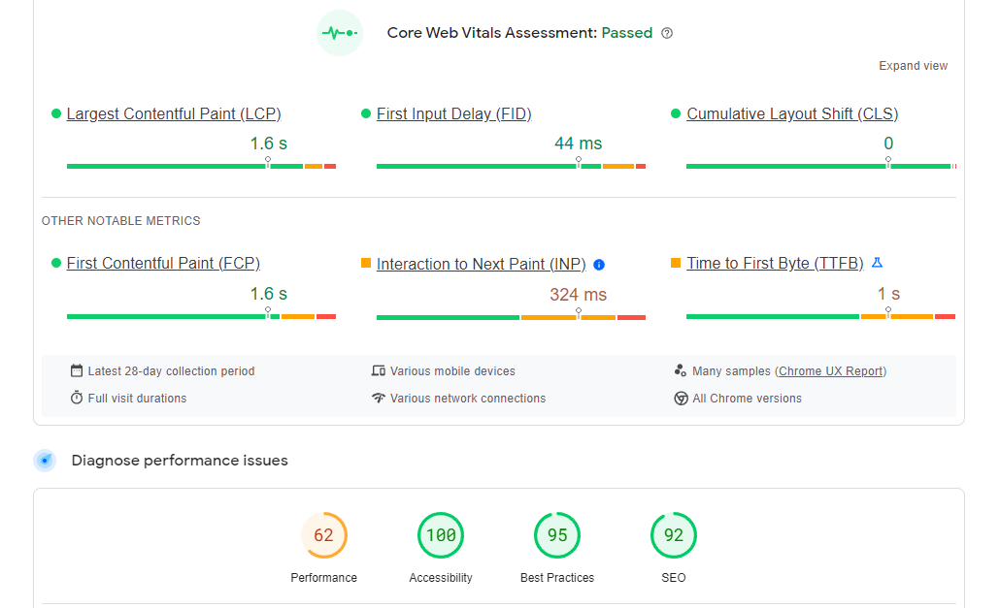 Core Web Vitals Assessment: Passed
Expand view
Largest Contentful Paint (LCP)
1.6 s
First Input Delay (FID)
44 ms
Cumulative Layout Shift (CLS)
0
OTHER NOTABLE METRICS
First Contentful Paint (FCP)
1.6 s
Interaction to Next Paint (INP)
324 ms
Time to First Byte (TTFB)
1 s
Latest 28-day collection period
Various mobile devices
Many samples (Chrome UX Report)
Full visit durations
Various network connections
All Chrome versions
Diagnose performance issues
62
Performance
100
Accessibility
95
Best Practices
92
SEO